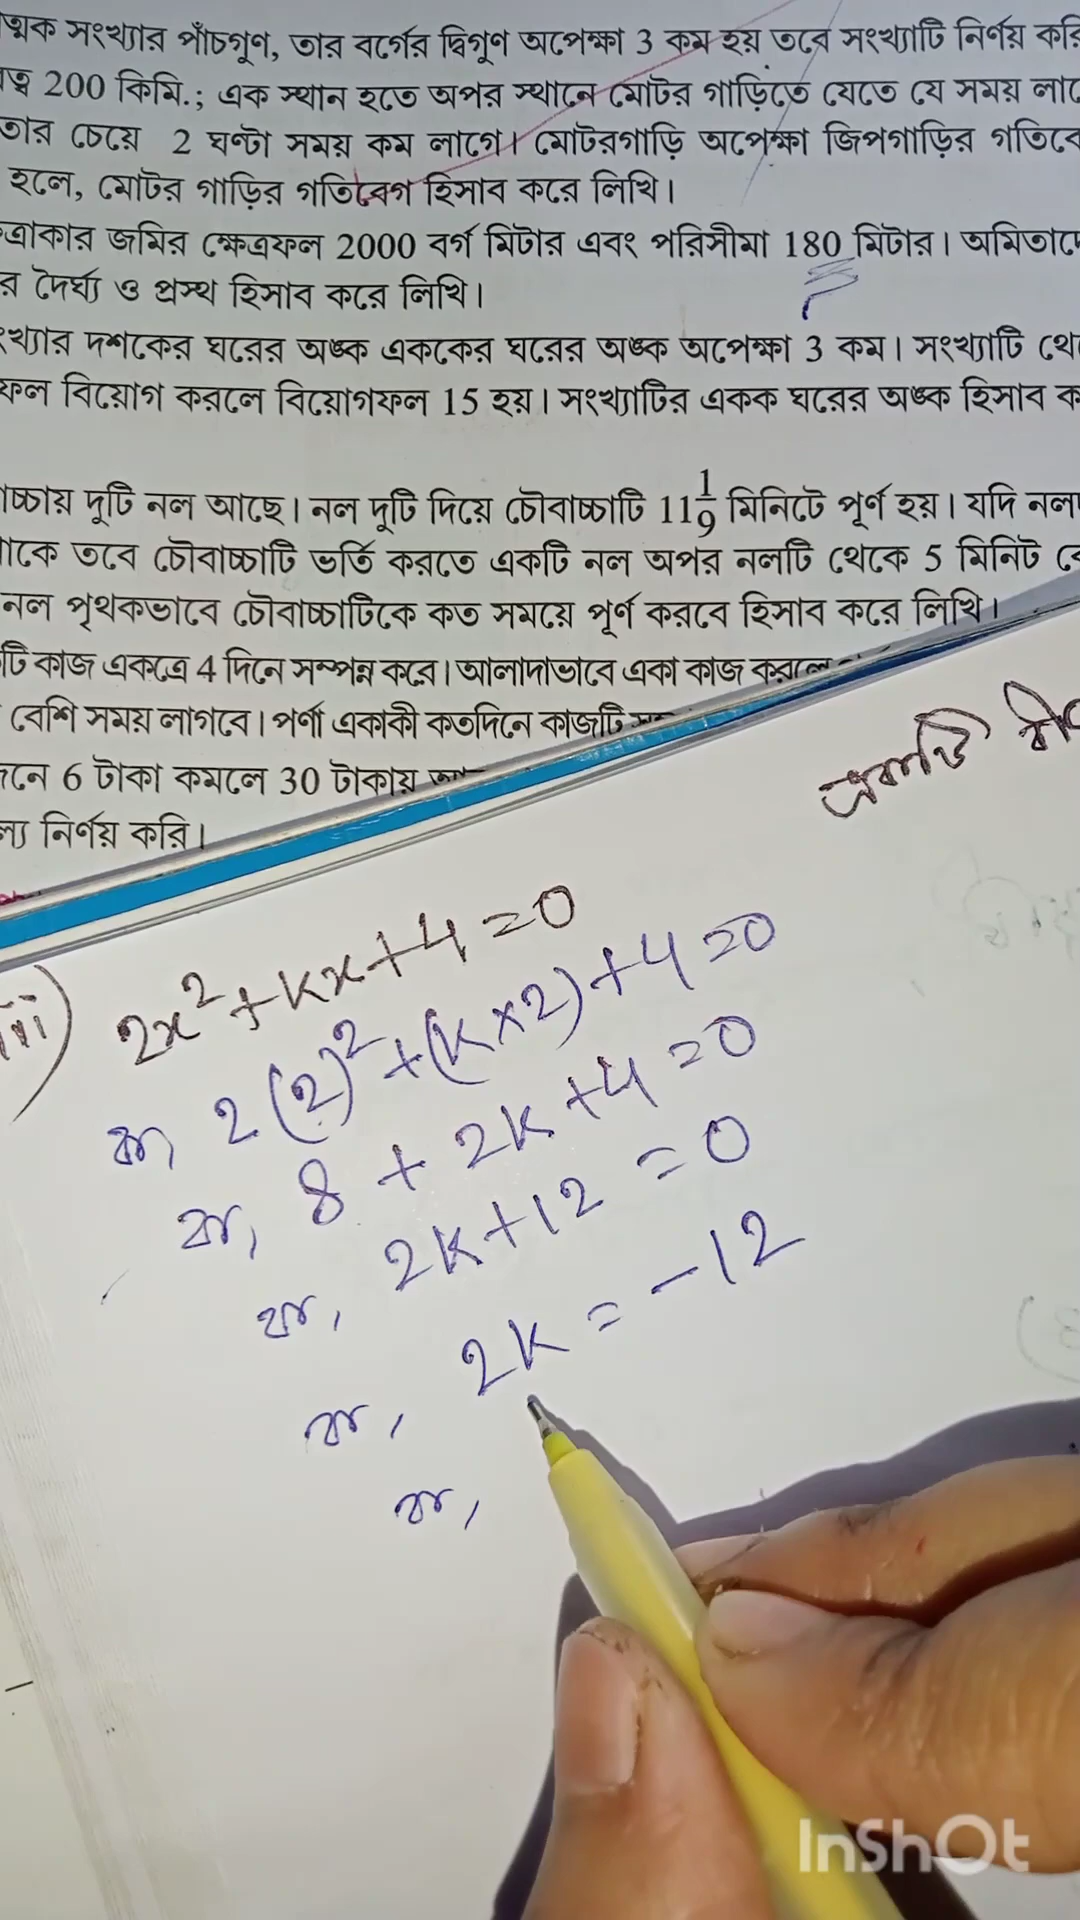 ত্মক সংখ্যার পাঁচগুণ, তার বর্গের দ্বিগুণ অপেক্ষা 3 কম হয় তবে সংখ্যাটি নির্ণয় করি
ত্ব 200 কিমি.; এক স্থান হতে অপর স্থানে মোটর গাড়িতে যেতে যে সময় লাগে
তার চেয়ে 2 ঘণ্টা সময় কম লাগে। মোটরগাড়ি অপেক্ষা জিপগাড়ির গতিবে
হলে, মোটর গাড়ির গতিবেগ হিসাব করে লিখি।
ত্রাকার জমির ক্ষেত্রফল 2000 বর্গ মিটার এবং পরিসীমা 180 মিটার। অমিতাদে
র দৈর্ঘ্য ও প্রস্থ হিসাব করে লিখি।
ংখ্যার দশকের ঘরের অঙ্ক এককের ঘরের অঙ্ক অপেক্ষা 3 কম। সংখ্যাটি থে
ফল বিয়োগ করলে বিয়োগফল 15 হয়। সংখ্যাটির একক ঘরের অঙ্ক হিসাব ক
াচ্চায় দুটি নল আছে। নল দুটি দিয়ে চৌবাচ্চাটি 11 1/9 মিনিটে পূর্ণ হয়। যদি নল
াকে তবে চৌবাচ্চাটি ভর্তি করতে একটি নল অপর নলটি থেকে 5 মিনিট বে
নল পৃথকভাবে চৌবাচ্চাটিকে কত সময়ে পূর্ণ করবে হিসাব করে লিখি।
টি কাজ একত্রে 4 দিনে সম্পন্ন করে। আলাদাভাবে একা কাজ করলে
বেশি সময় লাগবে। পর্ণা একাকী কতদিনে কাজটি
নে 6 টাকা কমলে 30 টাকায়
ল্য নির্ণয় করি।
iii) 2x² + kx + 4 = 0
বা, 2(2)² + (k × 2) + 4 = 0
বা, 8 + 2k + 4 = 0
বা, 2k + 12 = 0
বা, 2k = -12
বা,
InShOt